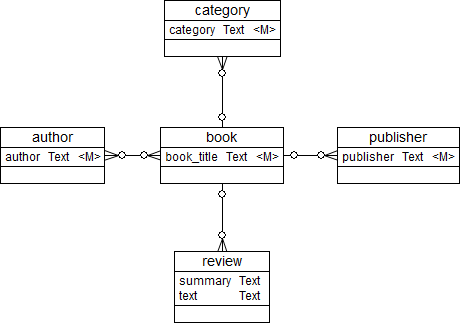 category
category Text <M>
author
author Text <M>
book
book_title Text <M>
publisher
publisher Text <M>
review
summary Text
text Text